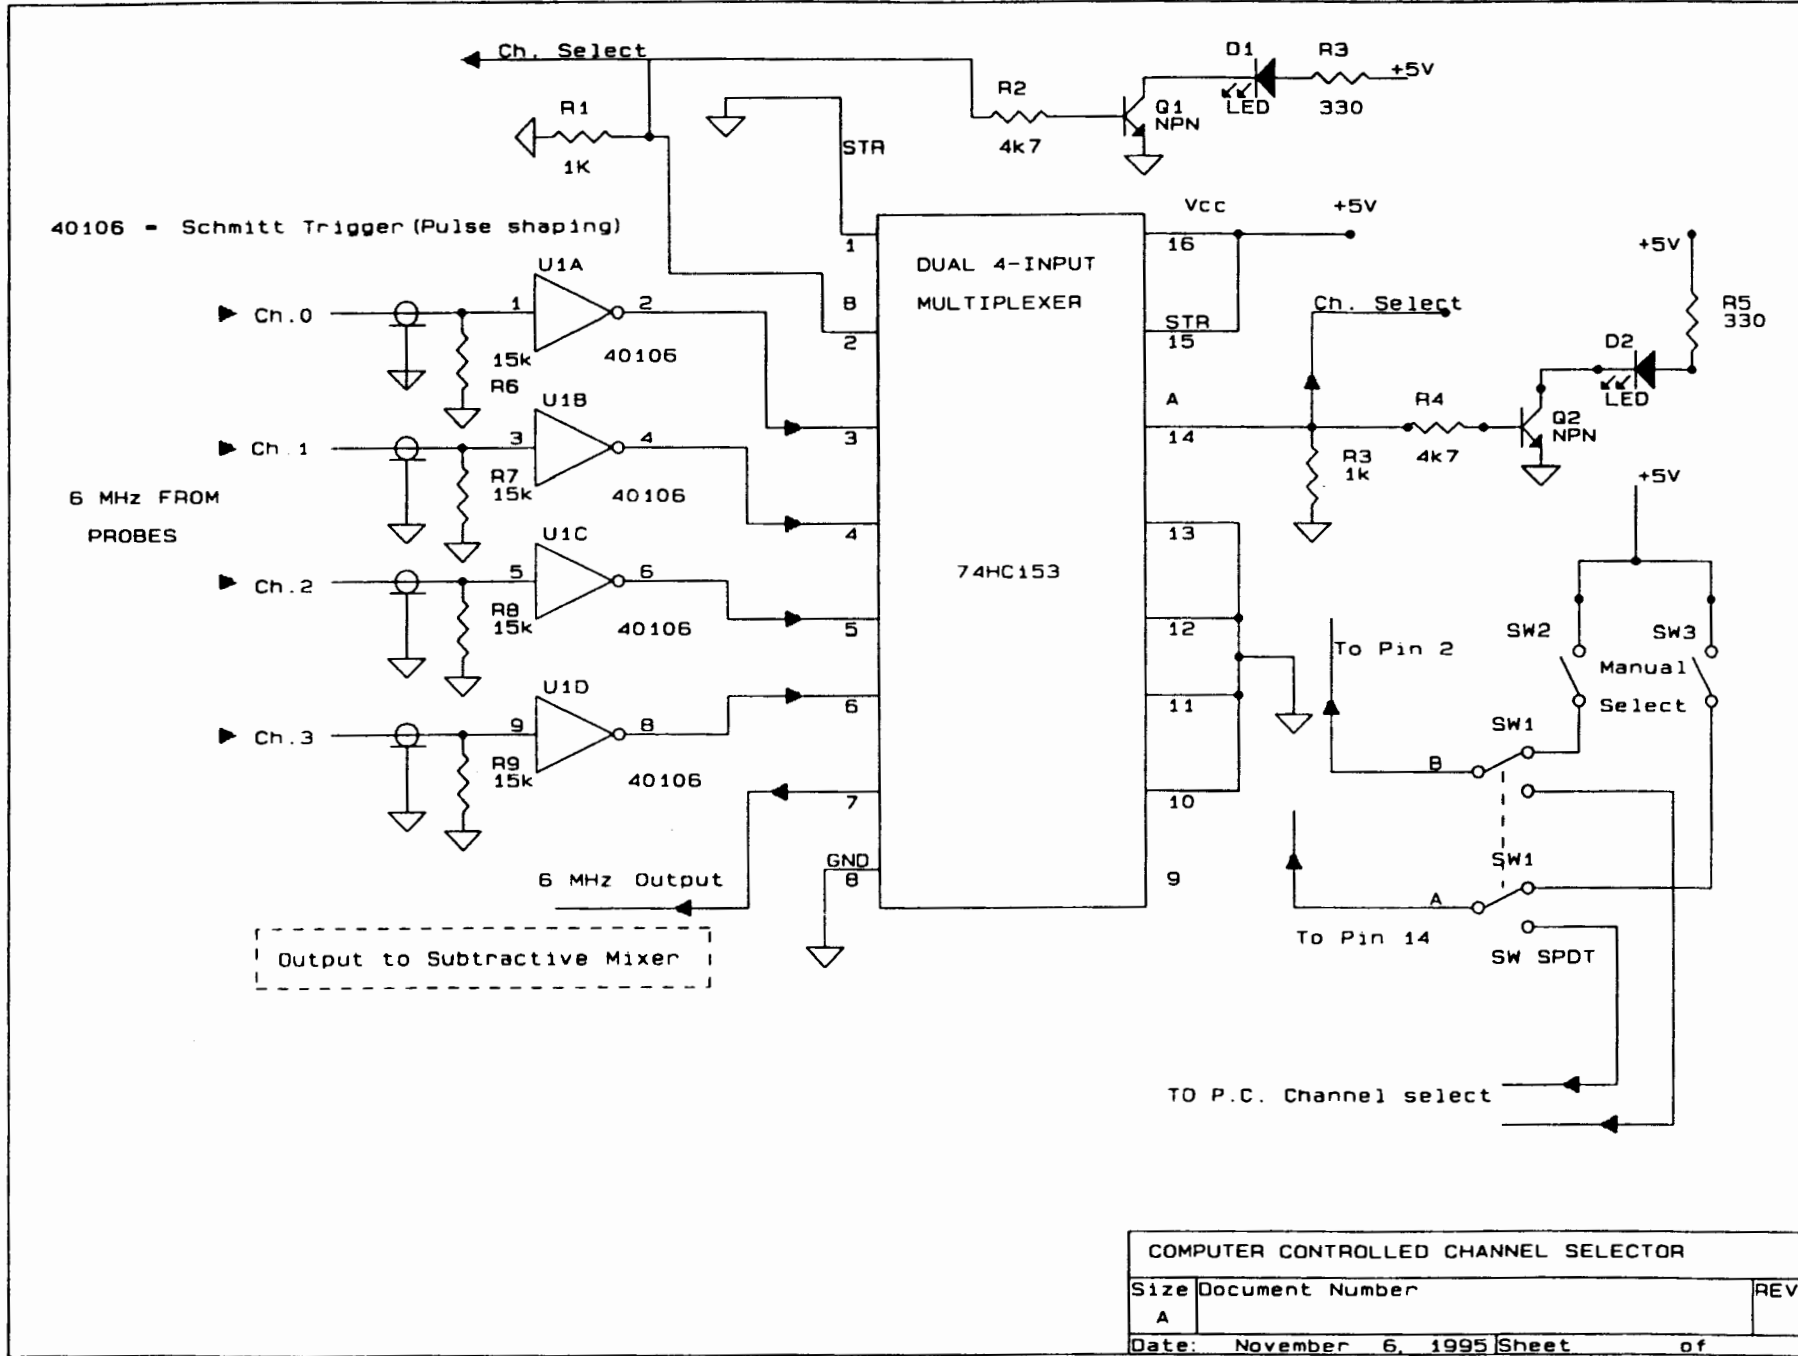 Ch. Select
D1
R3
+5V
LED
330
R2
4k7
Q1
NPN
R1
1K
STR
40106 = Schmitt Trigger (Pulse shaping)
Vcc
+5V
1
16
DUAL 4-INPUT
MULTIPLEXER
74HC153
B
2
STR
15
Ch. Select
+5V
R5
330
D2
LED
A
14
R4
4k7
Q2
NPN
R3
1k
U1A
Ch.0
1
2
15k
R6
40106
3
U1B
Ch.1
3
4
R7
15k
40106
4
13
6 MHz FROM
PROBES
U1C
Ch.2
5
6
R8
15k
40106
5
12
U1D
Ch.3
9
8
R9
15k
40106
6
11
7
10
GND
8
9
6 MHz Output
Output to Subtractive Mixer
+5V
SW2
SW3
Manual
Select
To Pin 2
SW1
B
SW1
A
To Pin 14
SW SPDT
TO P.C. Channel select
COMPUTER CONTROLLED CHANNEL SELECTOR
Size
A
Document Number
REV
Date: November 6, 1995
Sheet of